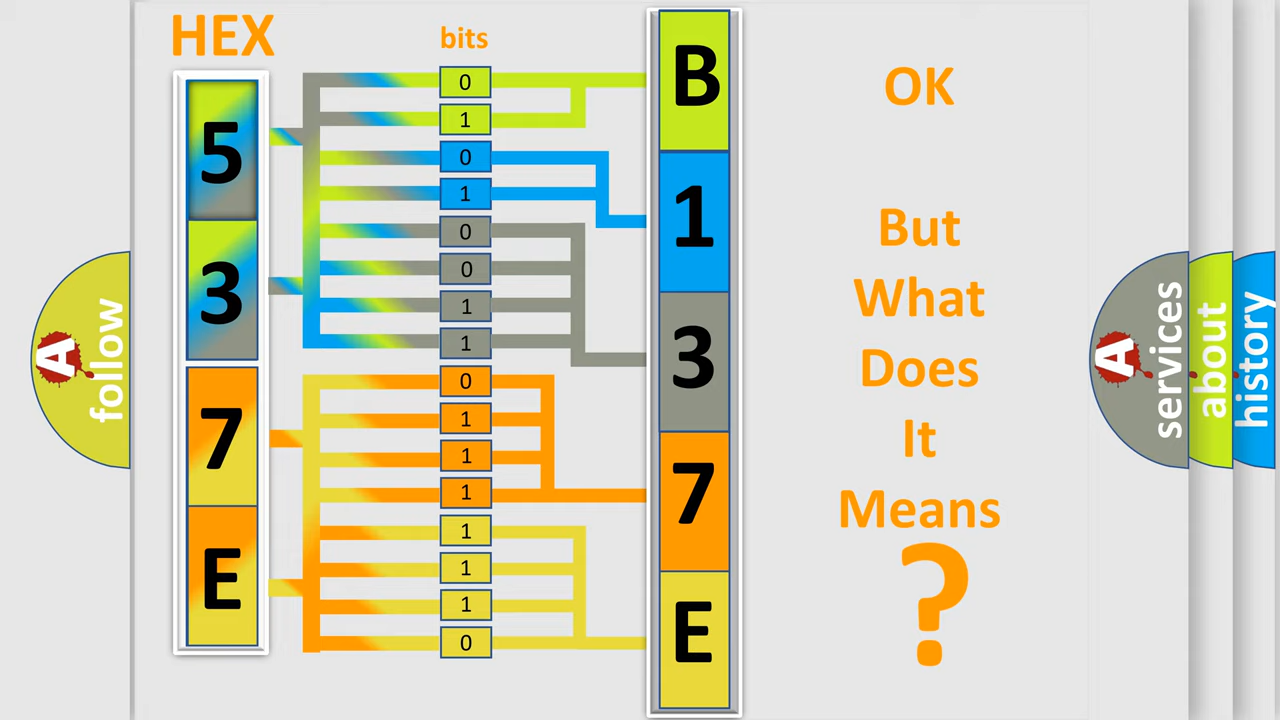 HEX
bits
5
3
7
E
0
1
0
1
0
0
1
1
0
1
1
1
1
1
1
0
B
1
3
7
E
OK
But
What
Does
It
Means
?
A
follow
A
services
about
history